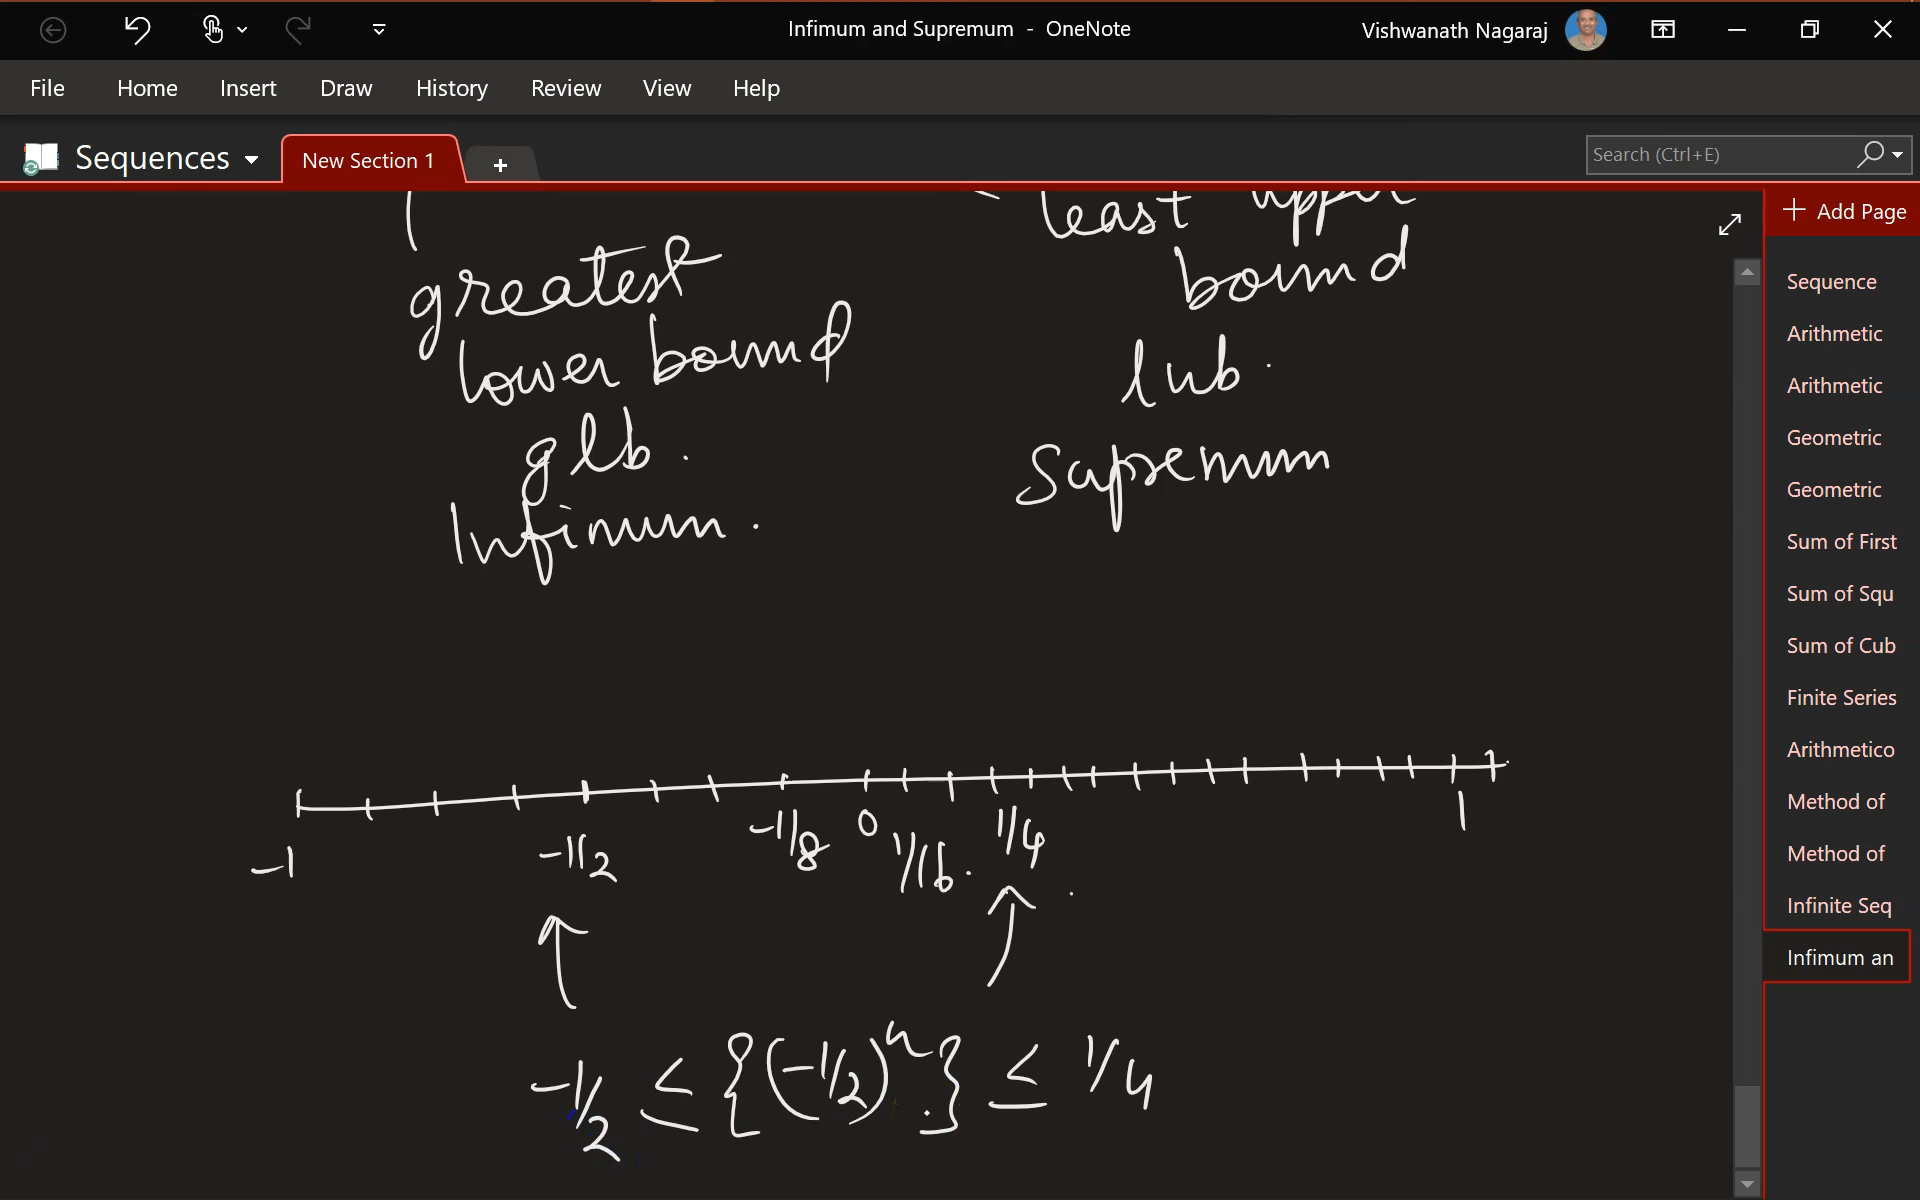 Infimum and Supremum - OneNote
Vishwanath Nagaraj
File Home Insert Draw History Review View Help
Sequences
New Section 1
+
Search (Ctrl+E)
+ Add Page
Sequence
Arithmetic
Arithmetic
Geometric
Geometric
Sum of First
Sum of Squ
Sum of Cub
Finite Series
Arithmetico
Method of
Method of
Infinite Seq
Infimum an
greatest
lower bound
glb.
Infimum.
least upper
bound
lub.
Supremum
-1 -1/2 -1/8 0 1/16. 1/4 1
-1/2 ≤ {(-1/2)^n} ≤ 1/4